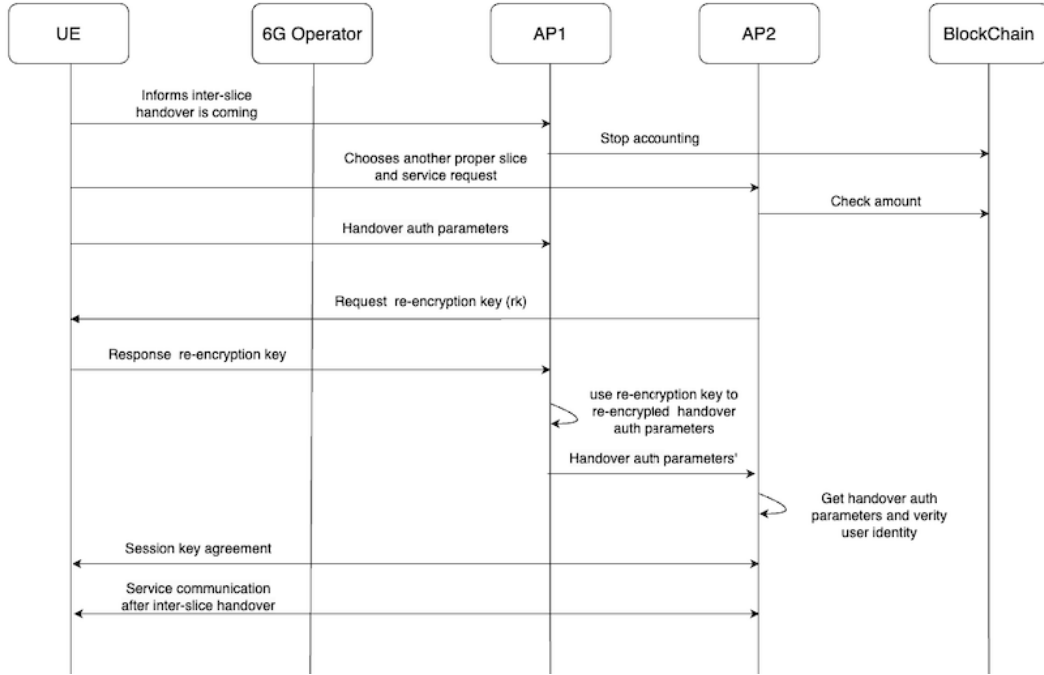 UE
6G Operator
AP1
AP2
BlockChain
Informs inter-slice
handover is coming
Stop accounting
Chooses another proper slice
and service request
Check amount
Handover auth parameters
Request re-encryption key (rk)
Response re-encryption key
use re-encryption key to
re-encrypled handover
auth parameters
Handover auth parameters'
Get handover auth
parameters and verity
user identity
Session key agreement
Service communication
after inter-slice handover